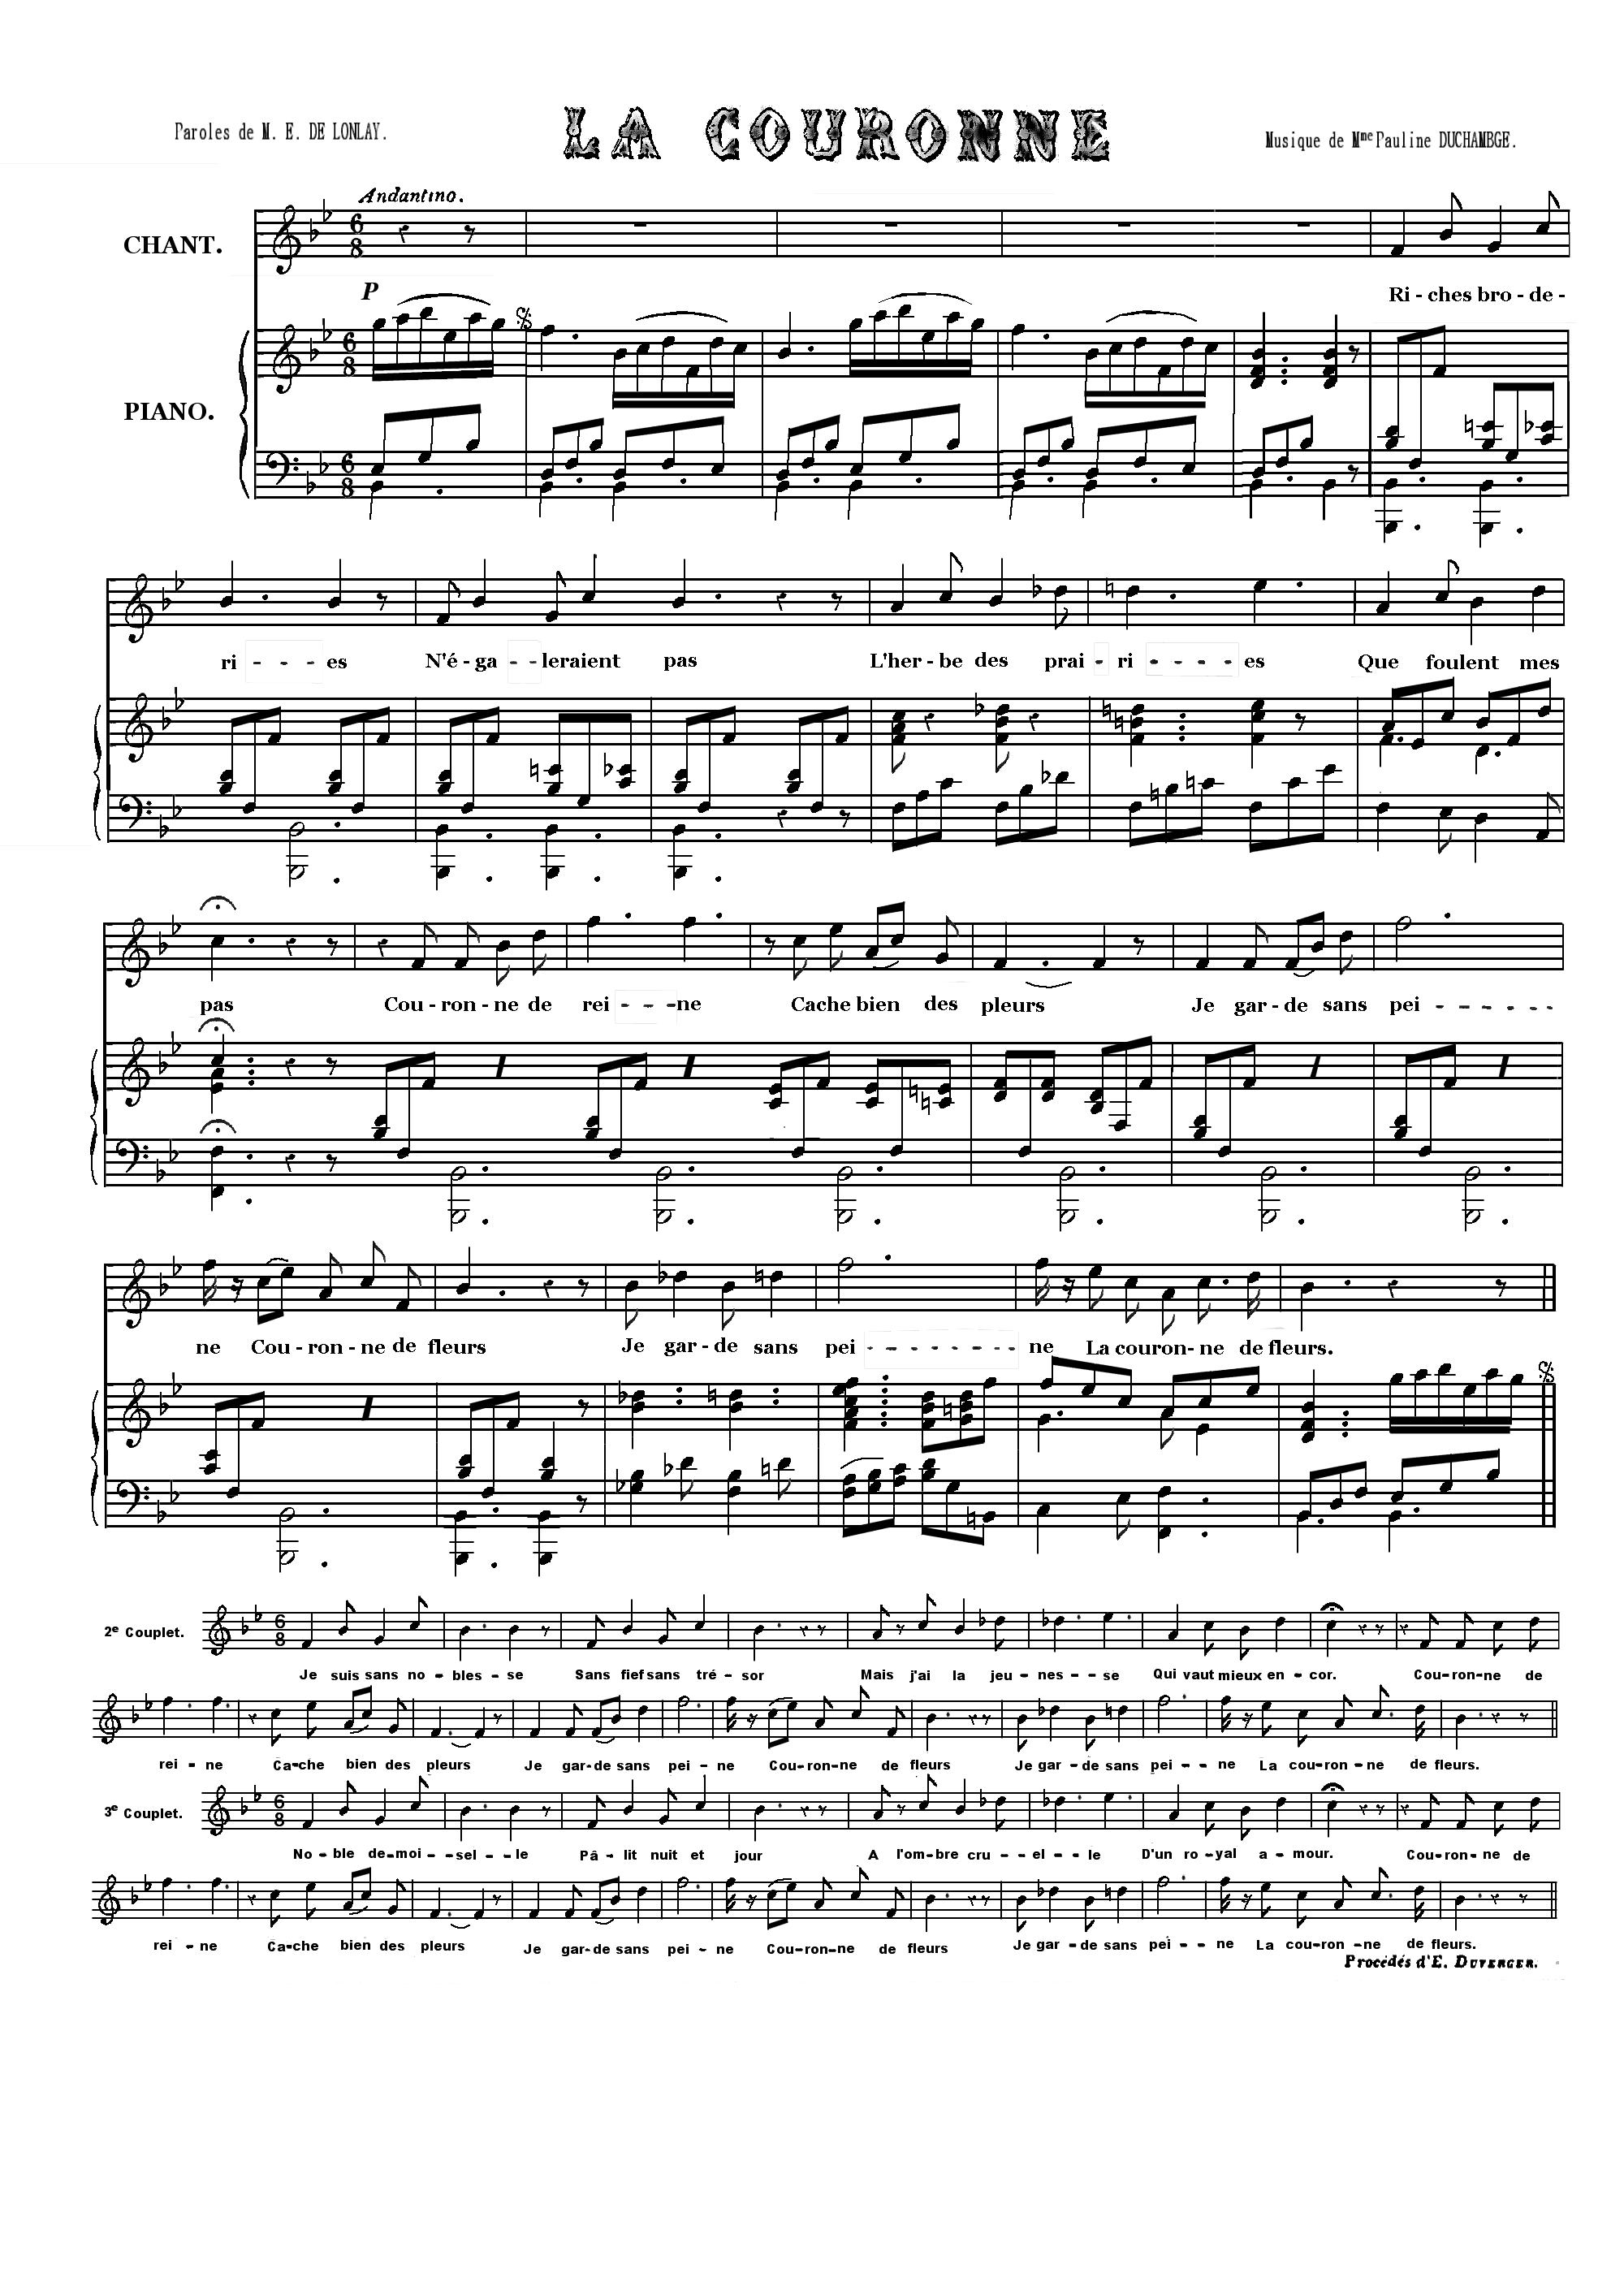 Paroles de M. E. DE LONLAY.
LA COURONNE
Musique de Mme Pauline DUCHAMBGE.
Andantino.
CHANT.
P
Ri - ches bro - de -
PIANO.
ri - - - es N'é - ga - - leraient pas L'her - be des prai - ri - - - - es Que foulent mes
pas Cou - ron - ne de rei - - - ne Cache bien des pleurs Je gar - de sans pei - - - - - - - -
ne Cou - ron - ne de fleurs Je gar - de sans pei - - - - - - - - ne La couron- ne de fleurs.
2e Couplet.
Je suis sans no - bles - se Sans fief sans tré - sor Mais j'ai la jeu - nes - - se Qui vaut mieux en - cor. Cou - ron - ne de
rei - ne Ca - che bien des pleurs Je gar - de sans pei - ne Cou - ron - ne de fleurs Je gar - de sans pei - - ne La cou - ron - ne de fleurs.
3e Couplet.
No - ble de - moi - sel - le Pâ - lit nuit et jour A l'om - bre cru - el - le D'un ro - yal a - mour. Cou - ron - ne de
rei - ne Ca - che bien des pleurs Je gar - de sans pei - ne Cou - ron - ne de fleurs Je gar - de sans pei - - ne La cou - ron - ne de fleurs.
Procédés d'E. DUVERGER.